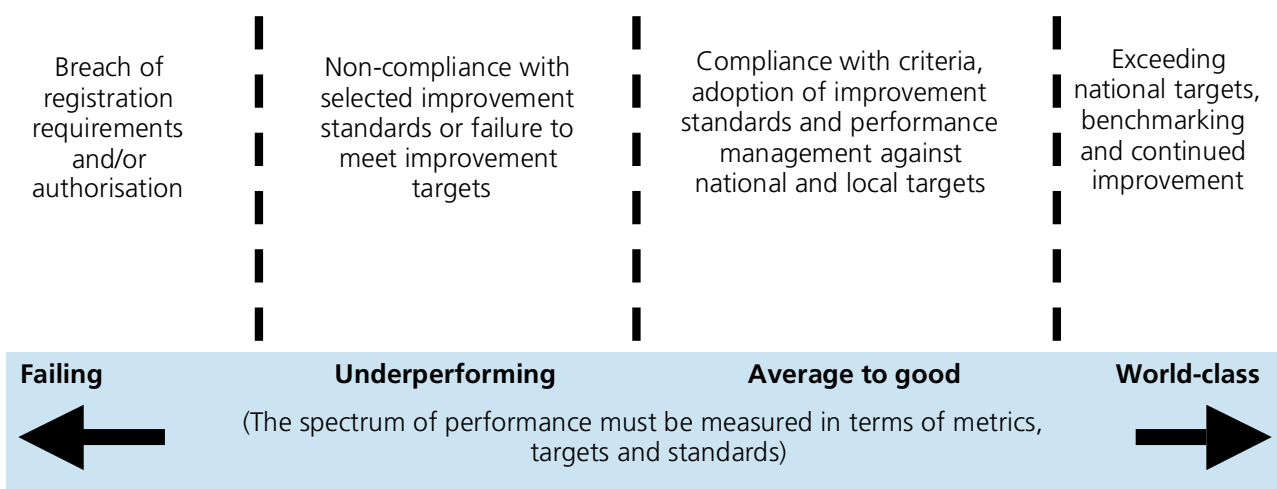 Breach of
registration
requirements
and/or
authorisation
Non-compliance with
selected improvement
standards or failure to
meet improvement
targets
Compliance with criteria,
adoption of improvement
standards and performance
management against
national and local targets
Exceeding
national targets,
benchmarking
and continued
improvement
Failing
Underperforming
Average to good
World-class
(The spectrum of performance must be measured in terms of metrics,
targets and standards)